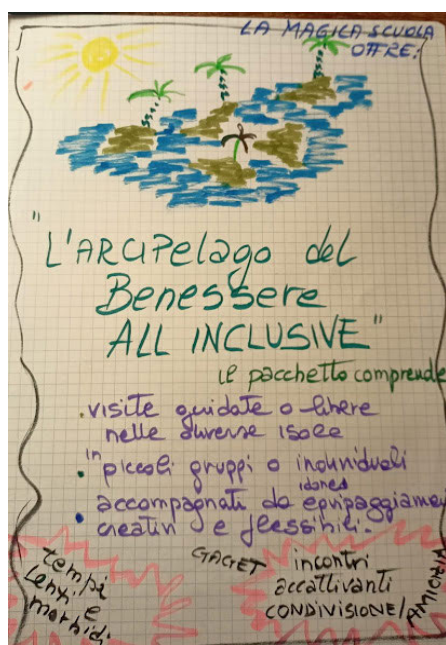 LA MAGICA SCUOLA
OFFRE:
"L'ARCIPELAGO del
Benessere
ALL INCLUSIVE"
il pacchetto comprende
. visite guidate o libere
nelle diverse isole
. in piccoli gruppi o individuali
. accompagnati da idonei equipaggiamenti
. creativi e flessibili.
tempi
lenti e
morbidi
GAGET
incontri
accattivanti
CONDIVISIONE/